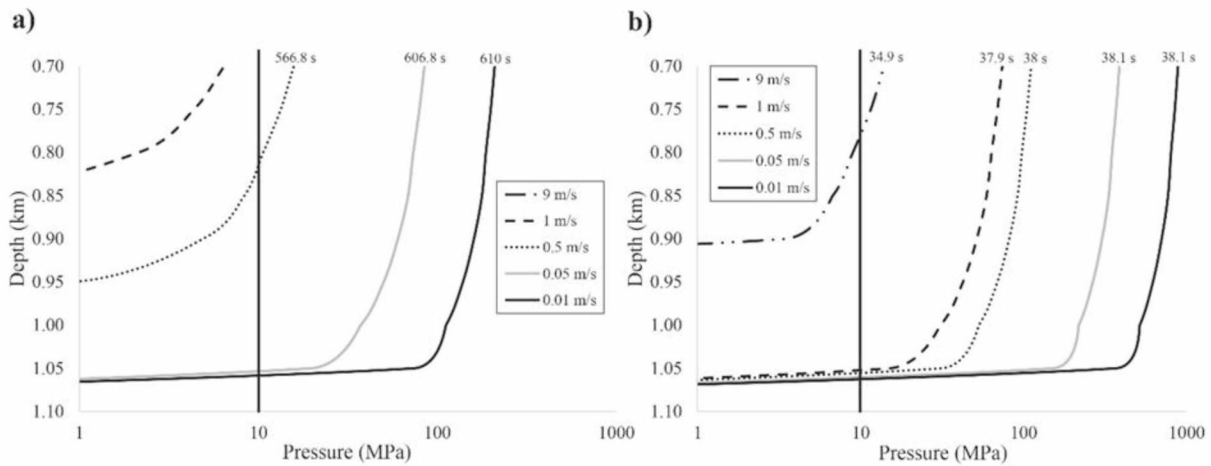 a)
566.8 s
606.8 s
610 s
0.70
0.75
0.80
0.85
0.90
0.95
1.00
1.05
1.10
Depth (km)
9 m/s
1 m/s
0.5 m/s
0.05 m/s
0.01 m/s
1
10
100
1000
Pressure (MPa)
b)
34.9 s
37.9 s
38 s
38.1 s
38.1 s
0.70
0.75
0.80
0.85
0.90
0.95
1.00
1.05
1.10
Depth (km)
9 m/s
1 m/s
0.5 m/s
0.05 m/s
0.01 m/s
1
10
100
1000
Pressure (MPa)